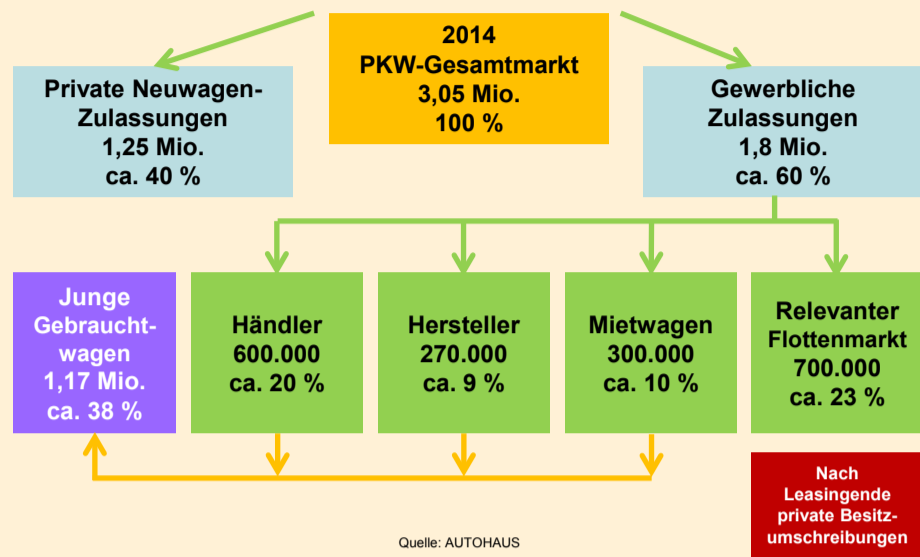 2014
PKW-Gesamtmarkt
3,05 Mio.
100 %
Private Neuwagen-
Zulassungen
1,25 Mio.
ca. 40 %
Gewerbliche
Zulassungen
1,8 Mio.
ca. 60 %
Junge
Gebraucht-
wagen
1,17 Mio.
ca. 38 %
Händler
600.000
ca. 20 %
Hersteller
270.000
ca. 9 %
Mietwagen
300.000
ca. 10 %
Relevanter
Flottenmarkt
700.000
ca. 23 %
Nach
Leasingende
private Besitz-
umschreibungen
Quelle: AUTOHAUS